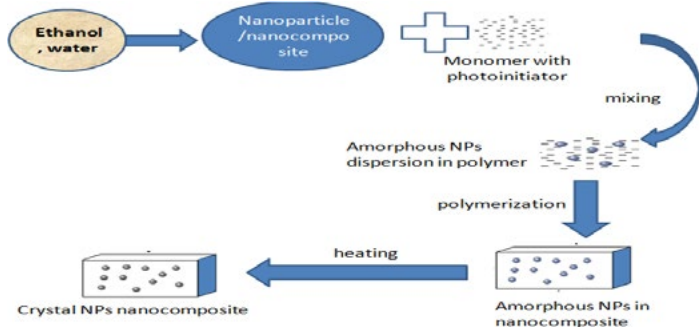 Ethanol
, water
Nanoparticle
/nanocompo
site
Monomer with
photoinitiator
mixing
Amorphous NPs
dispersion in polymer
polymerization
heating
Crystal NPs nanocomposite
Amorphous NPs in
nanocomposite